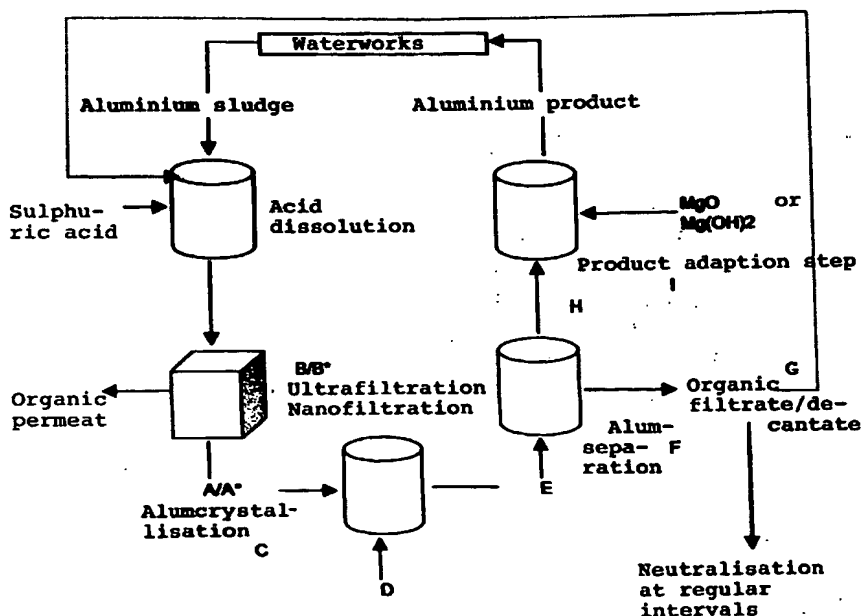 Waterworks
Aluminium sludge
Aluminium product
Sulphu-
ric acid
Acid
dissolution
MgO or
Mg(OH)2
Product adaption step
I
H
B/B*
Ultrafiltration
Nanofiltration
Organic
permeat
G
Organic
filtrate/de-
cantate
Alum-
sepa- F
ration
A/A*
Alumcrystal-
lisation
C
E
D
Neutralisation
at regular
intervals